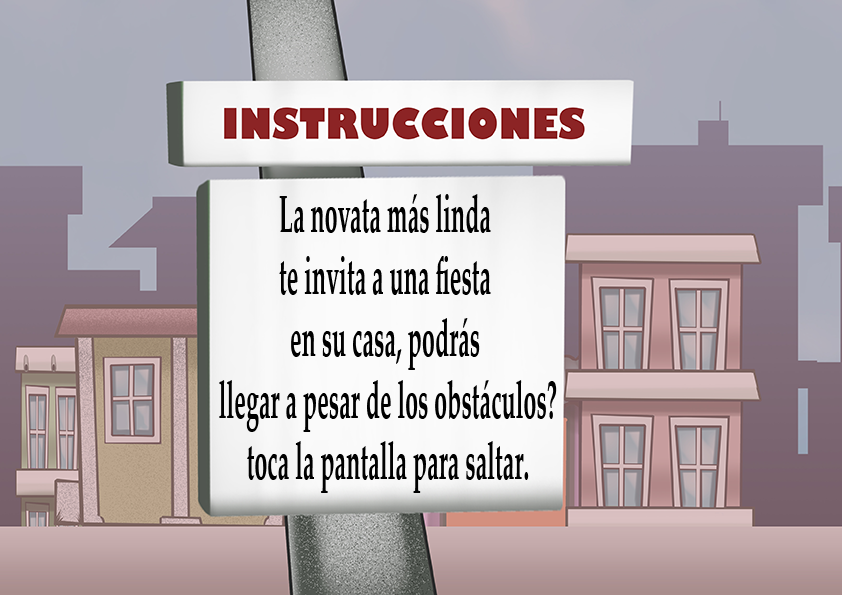 INSTRUCCIONES
La novata más linda
te invita a una fiesta
en su casa, podrás
llegar a pesar de los obstáculos?
toca la pantalla para saltar.